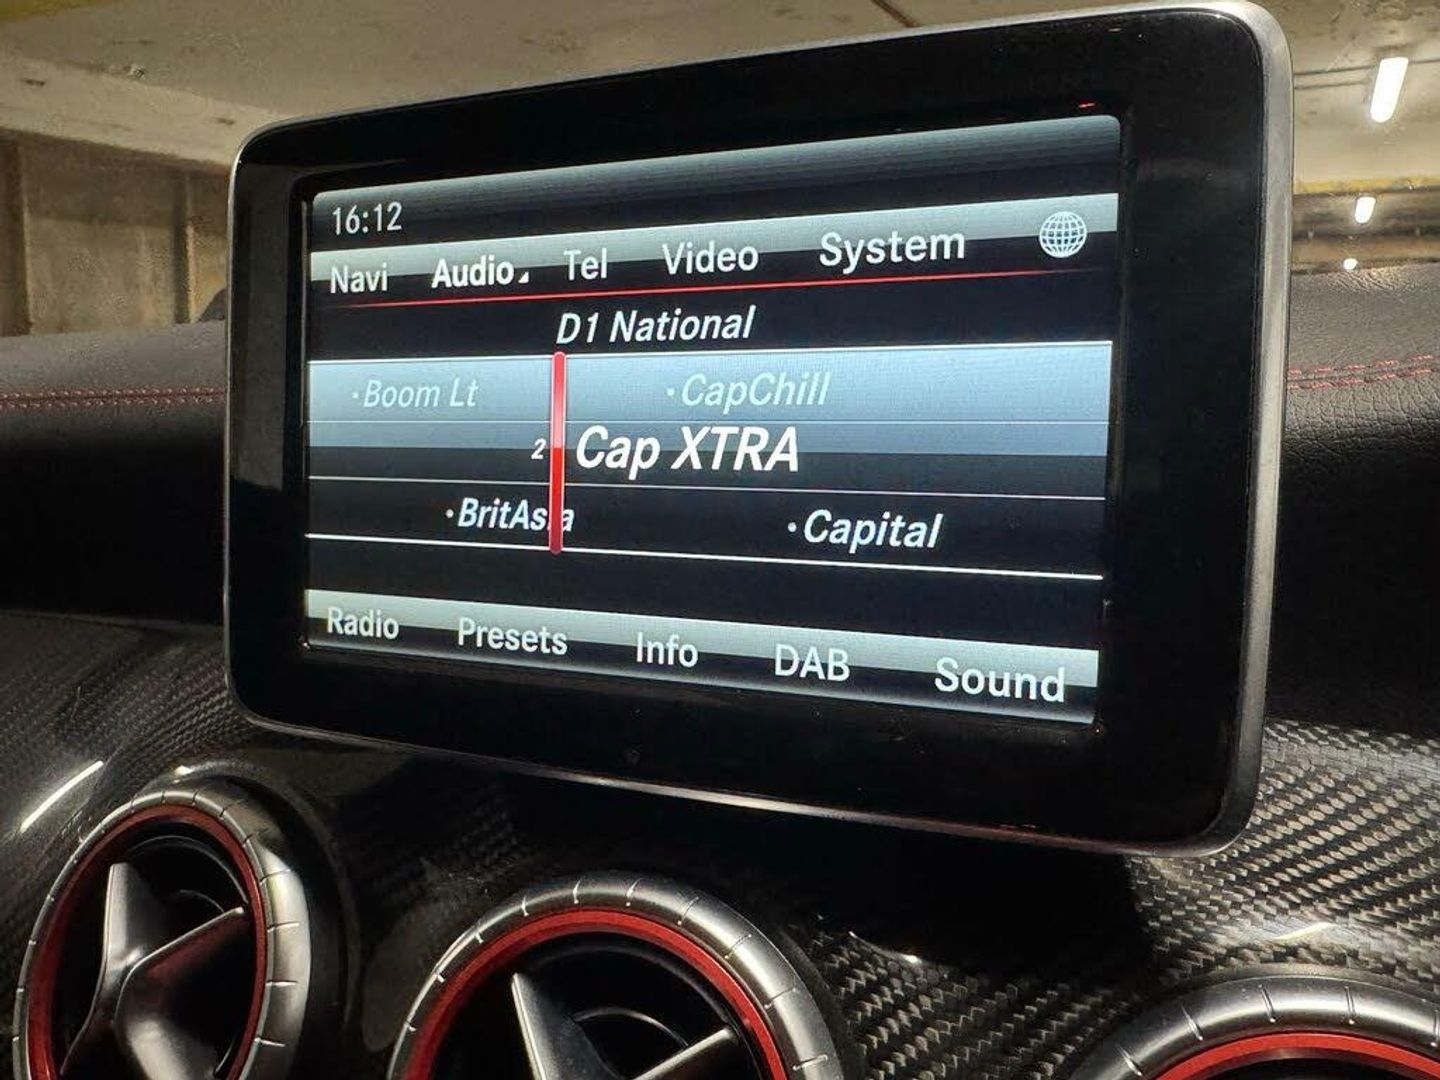 16:12
Navi Audio Tel Video System
D1 National
·Boom Lt ·CapChill
2 Cap XTRA
·BritAsia ·Capital
Radio Presets Info DAB Sound